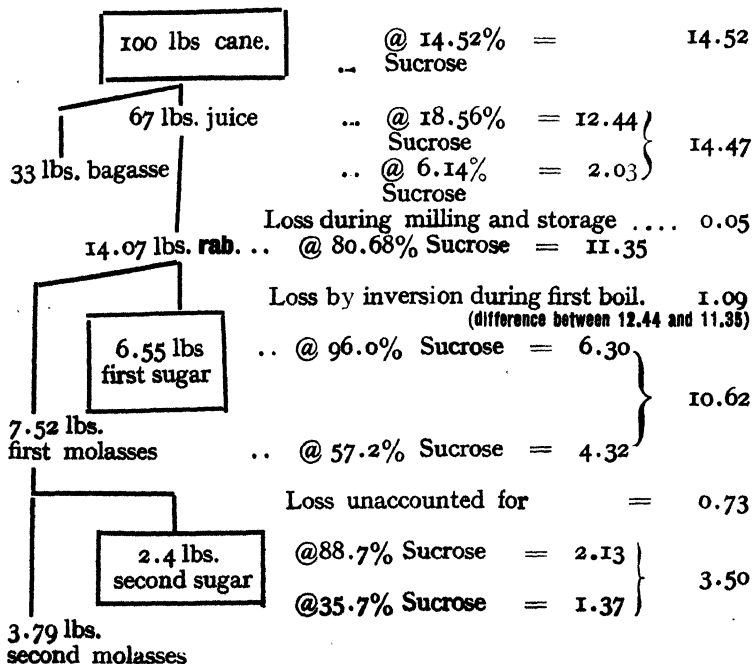 100 lbs cane. @ 14.52% = 14.52
.. Sucrose
67 lbs. juice .. @ 18.56% = 12.44
Sucrose 14.47
33 lbs. bagasse .. @ 6.14% = 2.03
Sucrose
Loss during milling and storage .... 0.05
14.07 lbs. rab. .. @ 80.68% Sucrose = 11.35
Loss by inversion during first boil. 1.09
(difference between 12.44 and 11.35)
6.55 lbs .. @ 96.0% Sucrose = 6.30
first sugar
10.62
7.52 lbs.
first molasses .. @ 57.2% Sucrose = 4.32
Loss unaccounted for = 0.73
2.4 lbs. @88.7% Sucrose = 2.13
second sugar 3.50
@35.7% Sucrose = 1.37
3.79 lbs.
second molasses